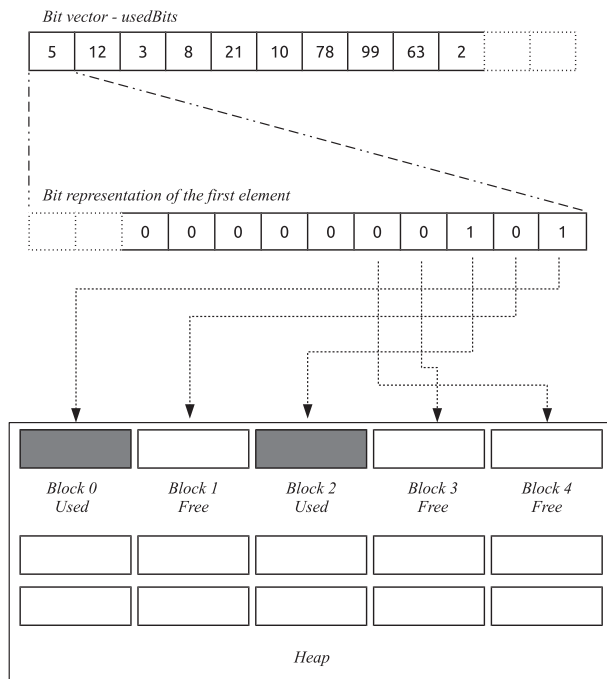 Bit vector - usedBits
5 12 3 8 21 10 78 99 63 2
Bit representation of the first element
0 0 0 0 0 0 0 1 0 1
Block 0 Block 1 Block 2 Block 3 Block 4
Used Free Used Free Free
Heap